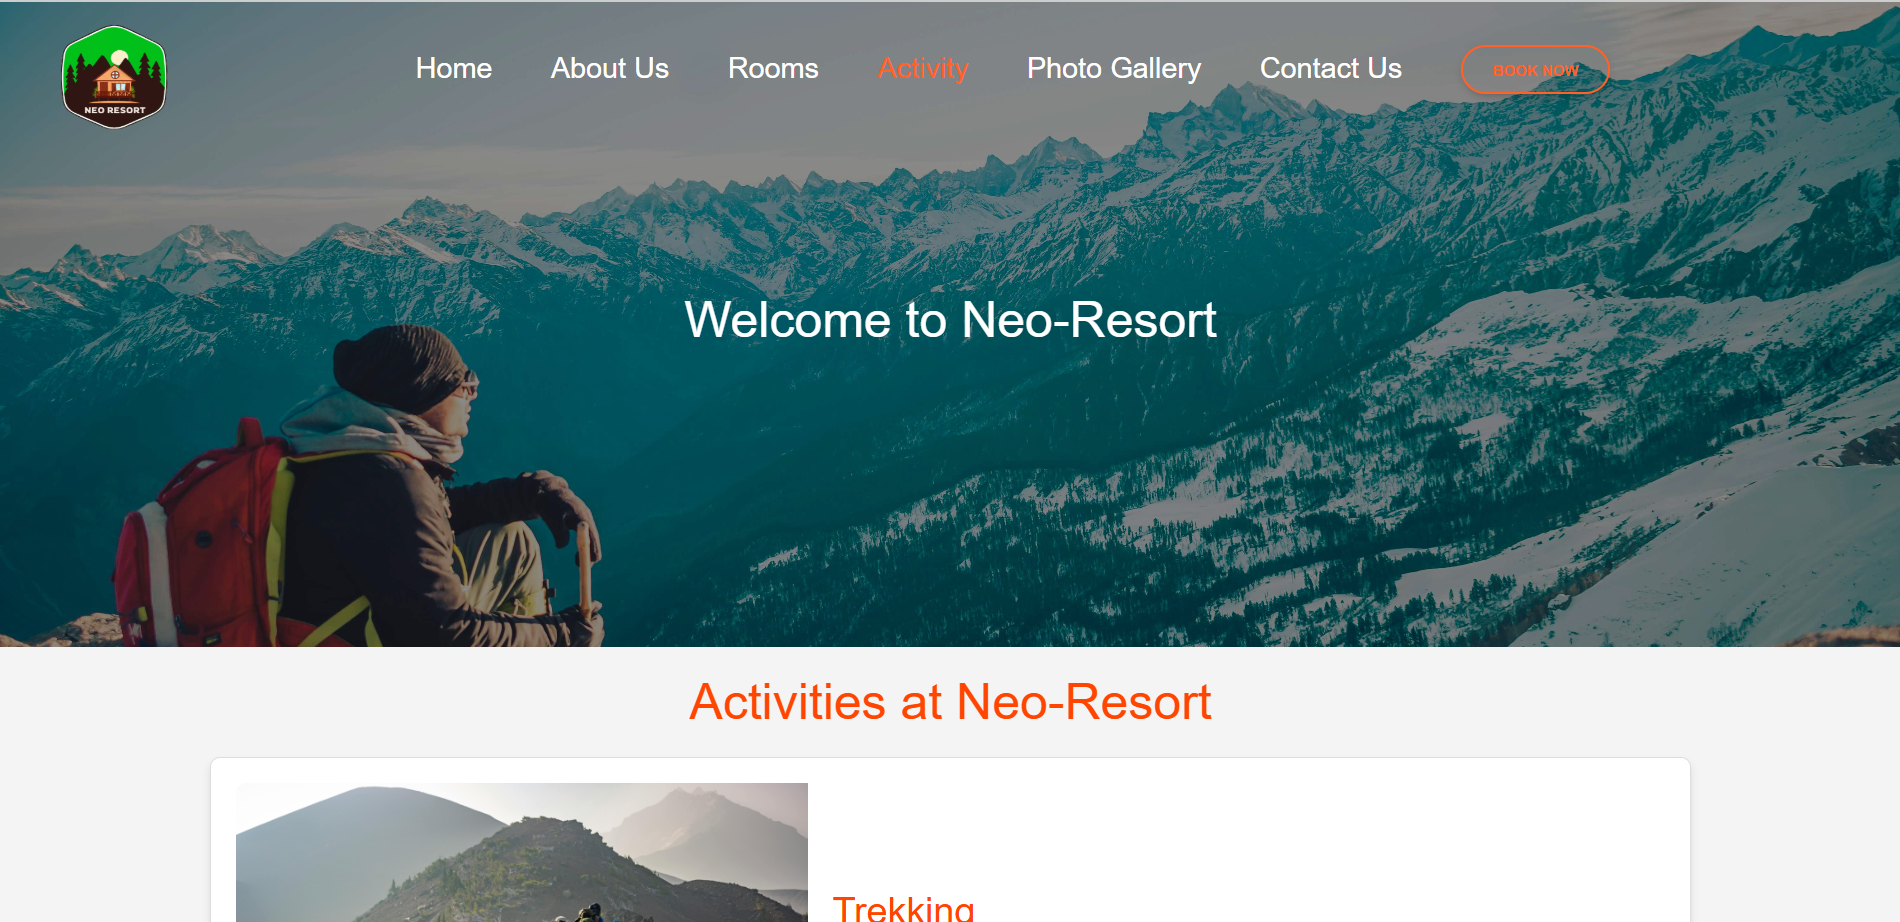 NEO RESORT
Home About Us Rooms Activity Photo Gallery Contact Us BOOK NOW
Welcome to Neo-Resort
Activities at Neo-Resort
Trekking